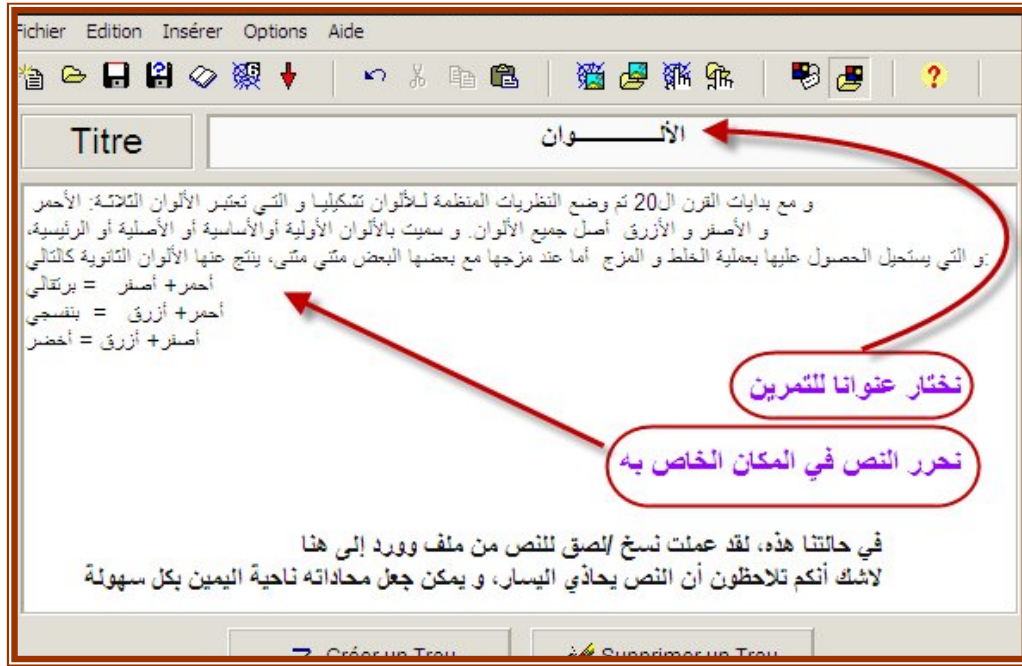 Fichier Edition Insérer Options Aide
Titre
الألـــــــــوان
و مع بدايات القرن ال20 تم وضع النظريات المنظمة للألوان تشكيليا و التي تعتبر الألوان الثلاثة: الأحمر
و الأصفر و الأزرق أصل جميع الألوان. و سميت بالألوان الأولية أوالأساسية أو الأصلية أو الرئيسية،
و التي يستحيل الحصول عليها بعملية الخلط و المزج أما عند مزجها مع بعضها البعض مثنى مثنى، ينتج عنها الألوان الثانوية كالتالي:
أحمر+ أصفر = برتقالي
أحمر+ أزرق = بنفسجي
أصفر+ أزرق = أخضر
نختار عنوانا للتمرين
نحرر النص في المكان الخاص به
في حالتنا هذه، لقد عملت نسخ /لصق للنص من ملف وورد إلى هنا
لاشك أنكم تلاحظون أن النص يحاذي اليسار، و يمكن جعل محاداته ناحية اليمين بكل سهولة
Créer un Trou
Supprimer un Trou